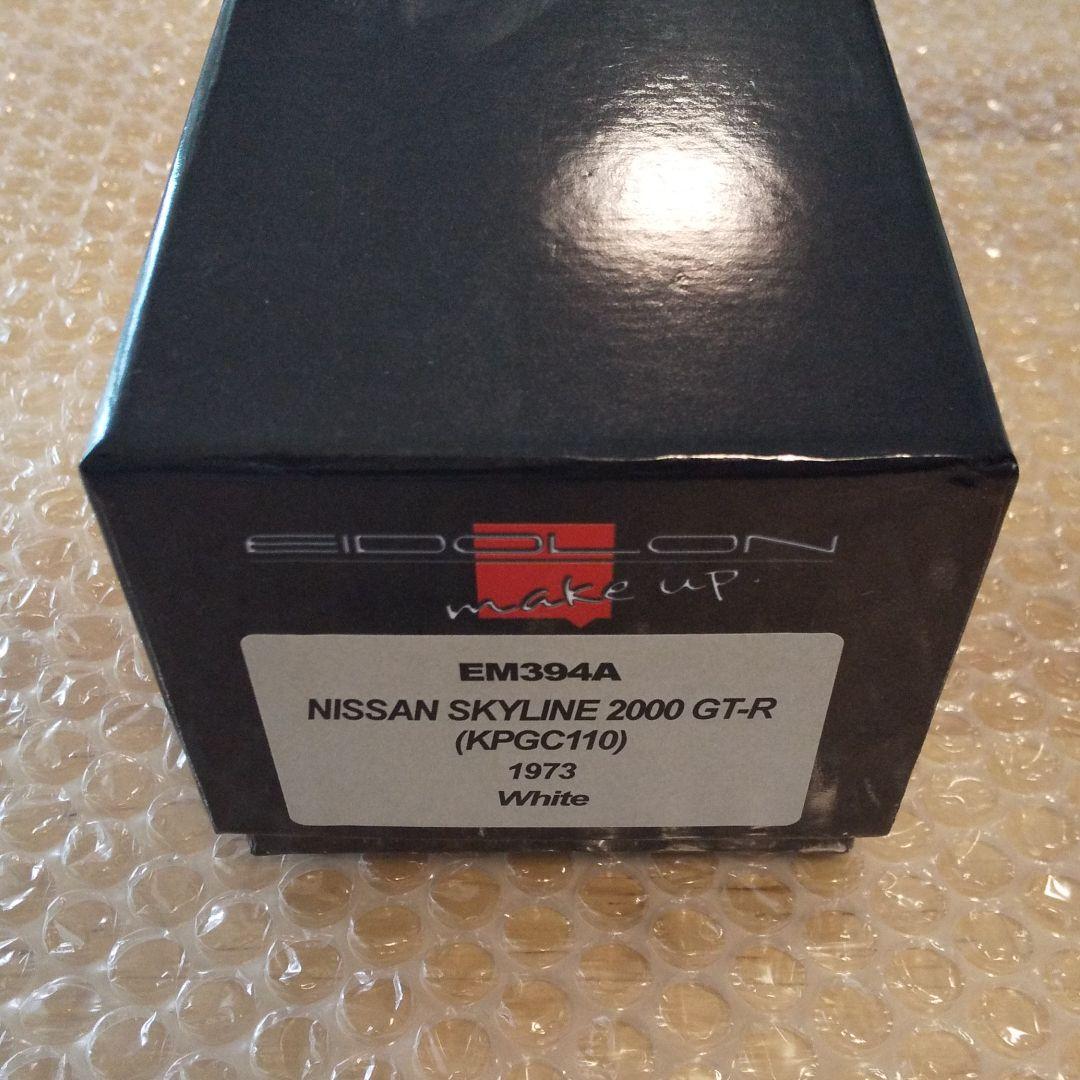 EIDOLON
make up.
EM394A
NISSAN SKYLINE 2000 GT-R
(KPGC110)
1973
White